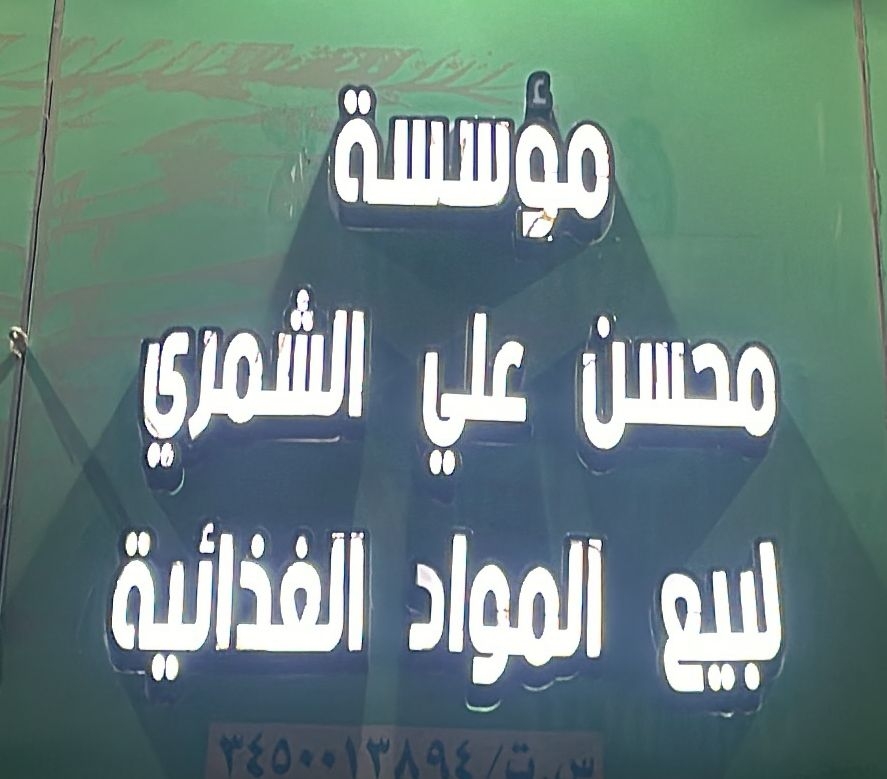 مؤسسة
محسن علي الشمري
لبيع المواد الغذائية
س.ت/٣٤٥٠٠١٣٨٩٤